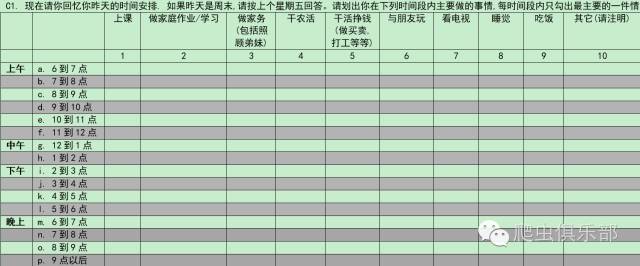 C1. 现在请你回忆你昨天的时间安排. 如果昨天是周末, 请按上个星期五回答。请划出你在下列时间段内主要做的事情, 每时间段内只勾出最主要的一件情
上课 做家庭作业/学习 做家务(包括照顾弟妹) 干农活 干活挣钱(做买卖, 打工等等) 与朋友玩 看电视 睡觉 吃饭 其它(请注明)
1 2 3 4 5 6 7 8 9 10
上午 a. 6 到 7 点
b. 7 到 8 点
c. 8 到 9 点
d. 9 到 10 点
e. 10 到 11 点
f. 11 到 12 点
中午 g. 12 到 1 点
h. 1 到 2 点
下午 i. 2 到 3 点
j. 3 到 4 点
k. 4 到 5 点
l. 5 到 6 点
晚上 m. 6 到 7 点
n. 7 到 8 点
o. 8 到 9 点
p. 9 点以后
爬虫俱乐部